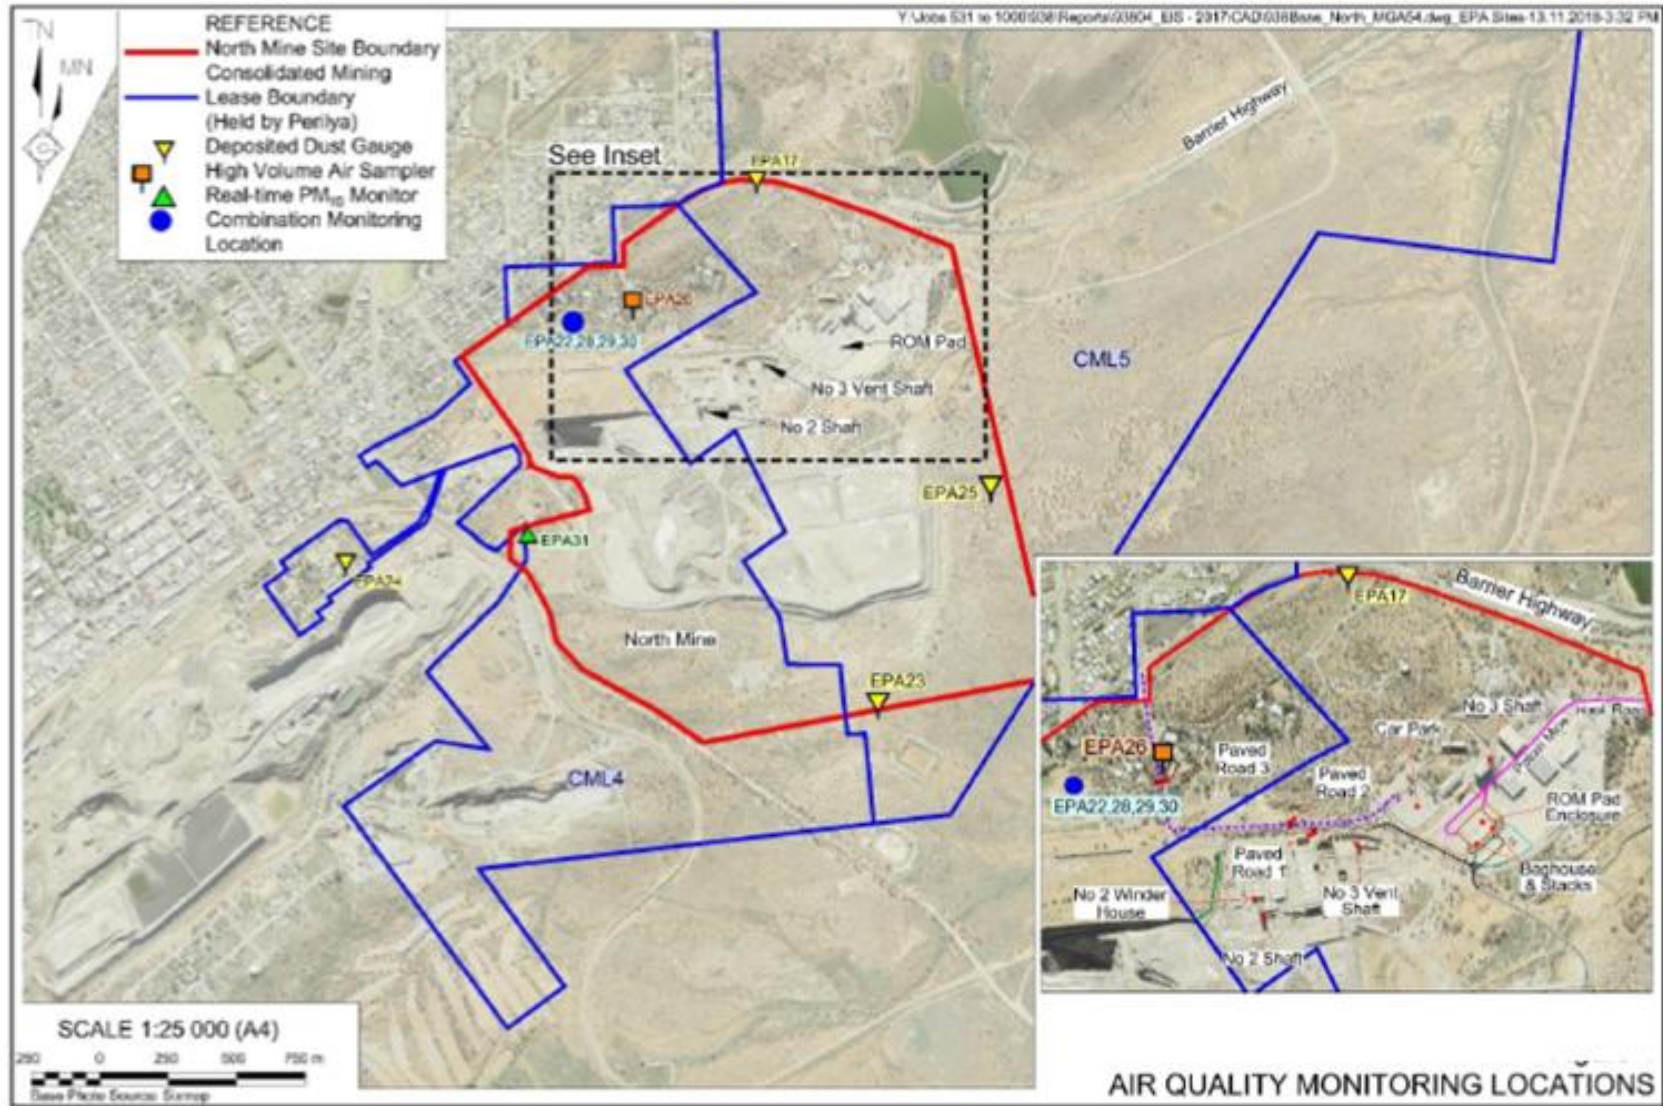 Y:\Jobs 531 to 1000\938\Reports\93804_EIS - 2017\CAD\938Base_North_MGA54.dwg_EPA Sites-13.11.2018-3:32 PM
TN
MN
REFERENCE
North Mine Site Boundary
Consolidated Mining
Lease Boundary
(Held by Perilya)
Deposited Dust Gauge
High Volume Air Sampler
Real-time PM₁₀ Monitor
Combination Monitoring
Location
See Inset
EPA17
Barrier Highway
EPA26
EPA22,28,29,30
ROM Pad
CML5
No 3 Vent Shaft
No 2 Shaft
EPA25
EPA31
EPA24
North Mine
EPA23
CML4
EPA17
Barrier Highway
No 3 Shaft
Car Park
EPA26
Paved
Road 3
Paved
Road 2
EPA22,28,29,30
ROM Pad
Enclosure
Paved
Road 1
Baghouse
& Stacks
No 2 Winder
House
No 3 Vent
Shaft
No 2 Shaft
SCALE 1:25 000 (A4)
250 0 250 500 750 m
Base Photo Source: Sixmap
AIR QUALITY MONITORING LOCATIONS